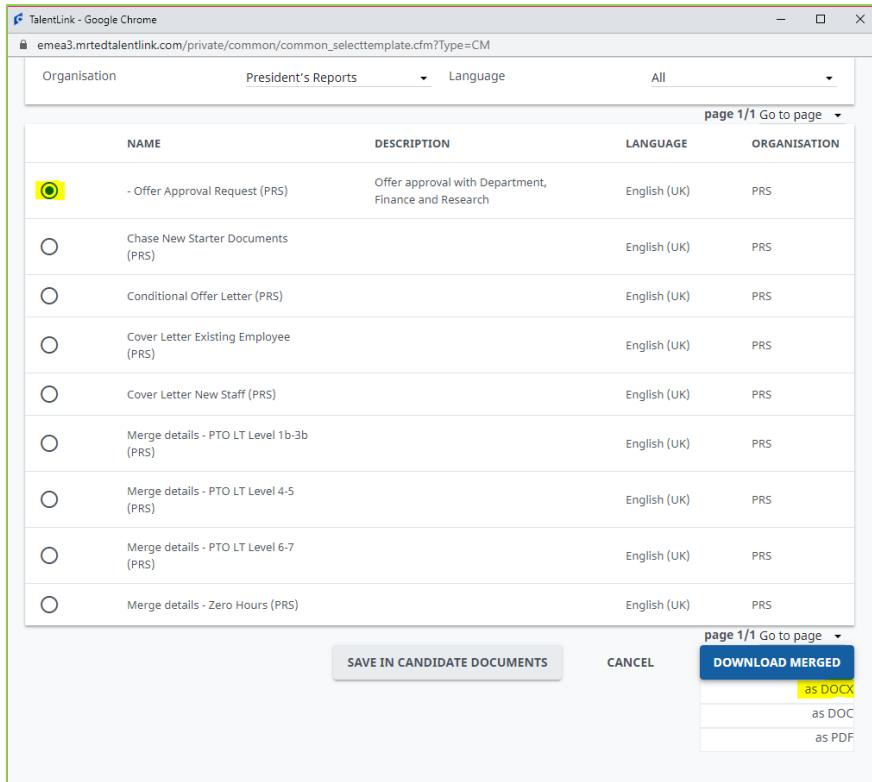 TalentLink - Google Chrome
emea3.mrtedtalentlink.com/private/common/common_selecttemplate.cfm?Type=CM
Organisation President's Reports Language All
page 1/1 Go to page
NAME DESCRIPTION LANGUAGE ORGANISATION
- Offer Approval Request (PRS) Offer approval with Department, English (UK) PRS
Finance and Research
Chase New Starter Documents English (UK) PRS
(PRS)
Conditional Offer Letter (PRS) English (UK) PRS
Cover Letter Existing Employee English (UK) PRS
(PRS)
Cover Letter New Staff (PRS) English (UK) PRS
Merge details - PTO LT Level 1b-3b English (UK) PRS
(PRS)
Merge details - PTO LT Level 4-5 English (UK) PRS
(PRS)
Merge details - PTO LT Level 6-7 English (UK) PRS
(PRS)
Merge details - Zero Hours (PRS) English (UK) PRS
page 1/1 Go to page
SAVE IN CANDIDATE DOCUMENTS CANCEL DOWNLOAD MERGED
as DOCX
as DOC
as PDF